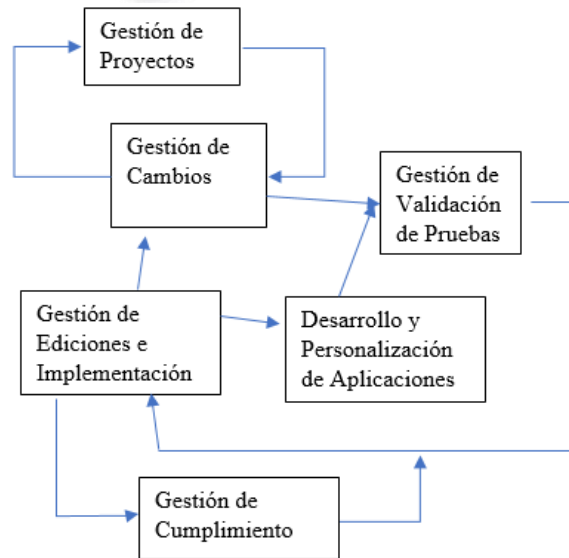 Gestión de
Proyectos
Gestión de
Cambios
Gestión de
Validación
de Pruebas
Gestión de
Ediciones e
Implementación
Desarrollo y
Personalización
de Aplicaciones
Gestión de
Cumplimiento